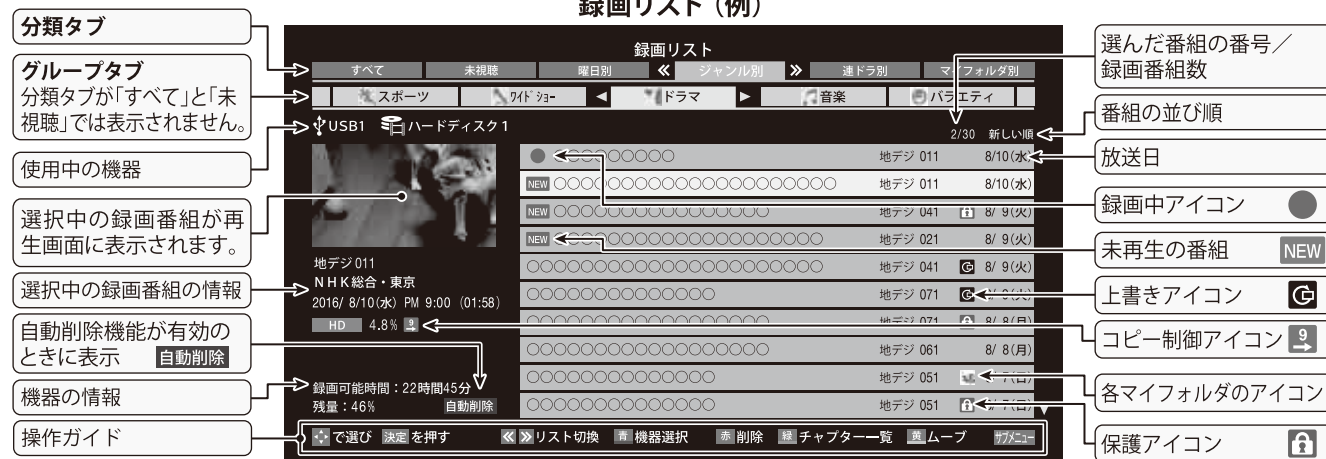 録画リスト（例）
分類タブ
グループタブ
分類タブが「すべて」と「未
視聴」では表示されません。
使用中の機器
選択中の録画番組が再
生画面に表示されます。
選択中の録画番組の情報
自動削除機能が有効の
ときに表示 自動削除
機器の情報
操作ガイド
録画リスト
すべて 未視聴 曜日別 ≪ ジャンル別 ≫ 連ドラ別 マイフォルダ別
スポーツ ワイドショー ◀ ドラマ ▶ 音楽 バラエティ
USB1 ハードディスク1
2/30 新しい順
地デジ011
NHK総合・東京
2016/ 8/10(水) PM 9:00 (01:58)
HD 4.8% 9
録画可能時間：22時間45分
残量：46% 自動削除
○○○○○○○○○ 地デジ 011 8/10(水)
NEW ○○○○○○○○○○○○○○○○○○○○○ 地デジ 011 8/10(水)
NEW ○○○○○○○○○○○○○○○○ 地デジ 041 8/ 9(火)
NEW ○○○○○○○○○○○○○○○○○○○○ 地デジ 021 8/ 9(火)
○○○○○○○○○○○○○○○○○○○○○○ 地デジ 041 8/ 9(火)
○○○○○○○○○○○○○○ 地デジ 071
○○○○○○○○○○○○○○○○○○ 地デジ 071 8/ 8(月)
○○○○○○○○○○○○○○○○○○ 地デジ 061 8/ 8(月)
○○○○○○○○○○○○○○ 地デジ 051
○○○○○○○○○○○○○○ 地デジ 051
で選び 決定 を押す ≪ ≫ リスト切換 青 機器選択 赤 削除 緑 チャプター一覧 黄 ムーブ サブメニュー
選んだ番組の番号／
録画番組数
番組の並び順
放送日
録画中アイコン
未再生の番組 NEW
上書きアイコン
コピー制御アイコン 9
各マイフォルダのアイコン
保護アイコン